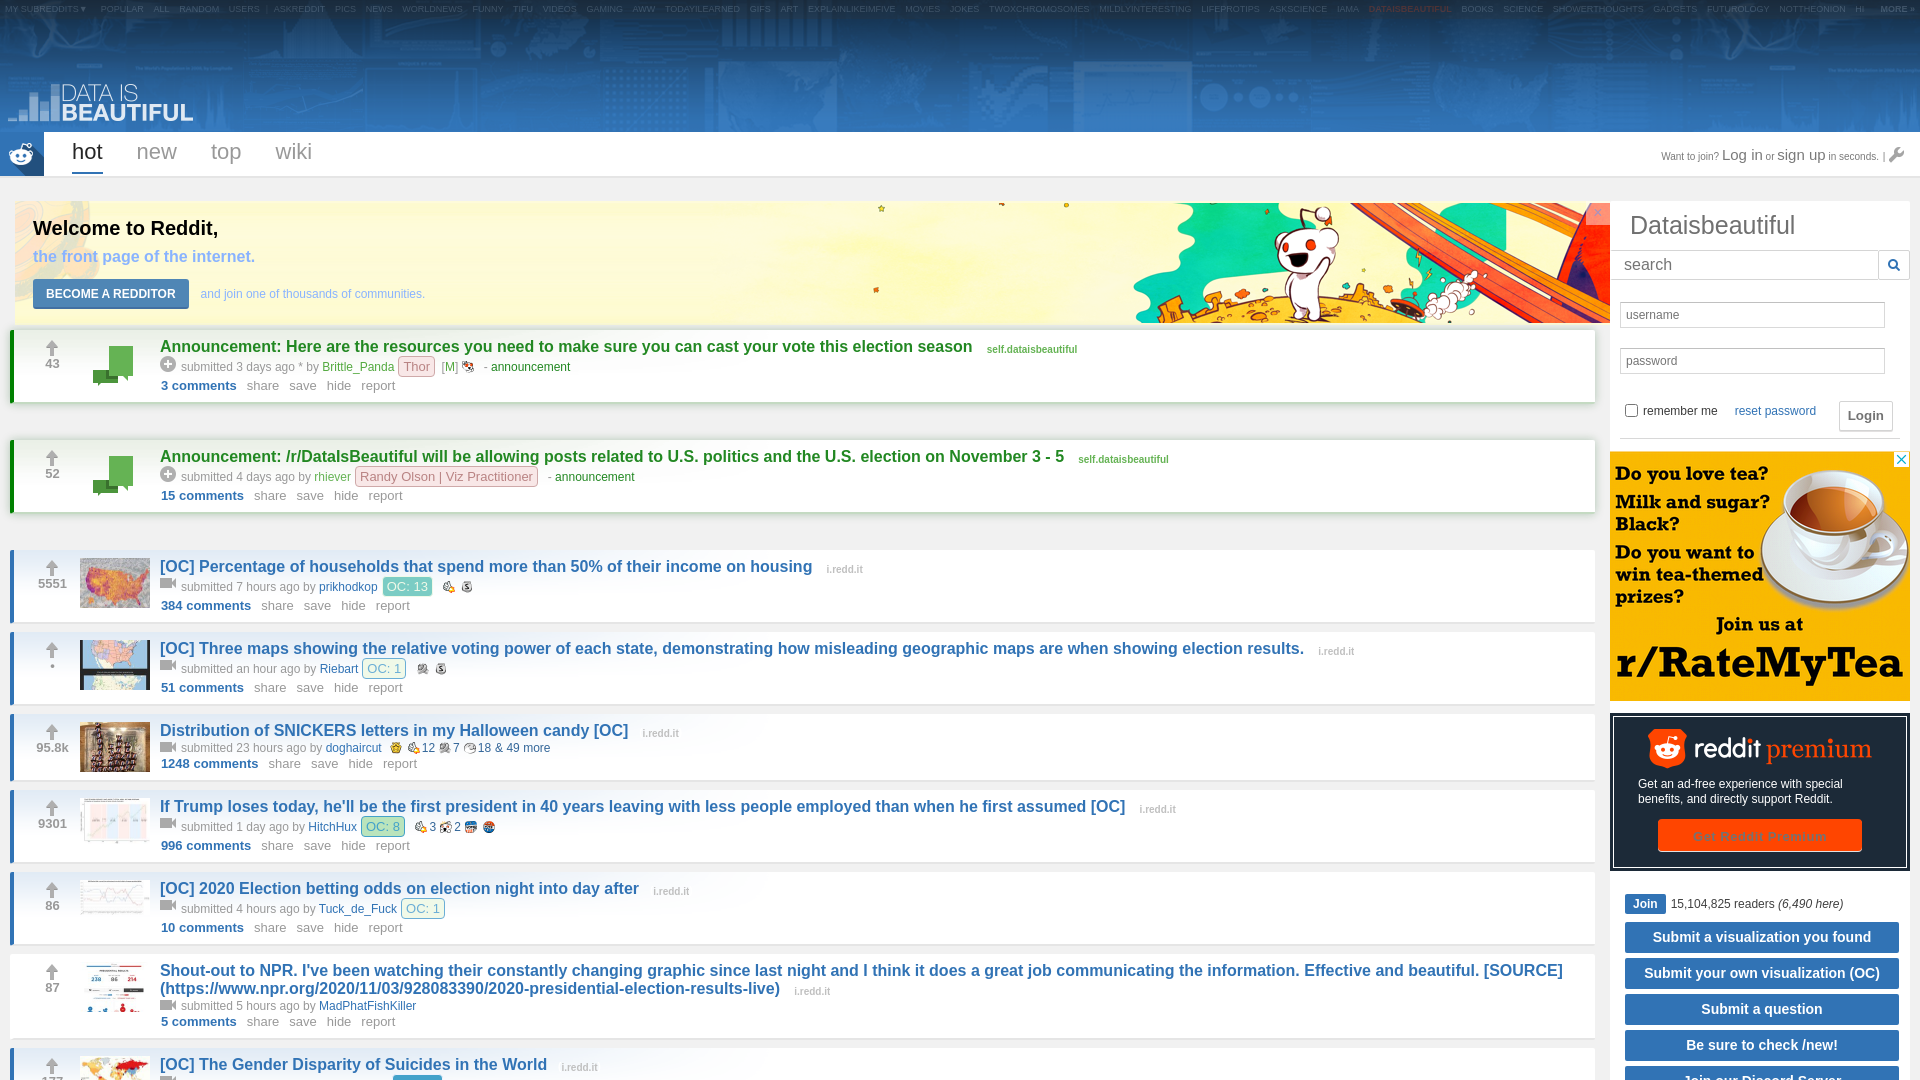 MY SUBREDDITS ▾ POPULAR ALL RANDOM USERS | ASKREDDIT PICS NEWS WORLDNEWS FUNNY TIFU VIDEOS GAMING AWW TODAYILEARNED GIFS ART EXPLAINLIKEIMFIVE MOVIES JOKES TWOXCHROMOSOMES MILDLYINTERESTING LIFEPROTIPS ASKSCIENCE IAMA DATAISBEAUTIFUL BOOKS SCIENCE SHOWERTHOUGHTS GADGETS FUTUROLOGY NOTTHEONION HI MORE »
DATA IS
BEAUTIFUL
hot new top wiki
Want to join? Log in or sign up in seconds. |
Welcome to Reddit,
the front page of the internet.
BECOME A REDDITOR and join one of thousands of communities.
×
43
Announcement: Here are the resources you need to make sure you can cast your vote this election season self.dataisbeautiful
submitted 3 days ago * by Brittle_Panda Thor [M] - announcement
3 comments share save hide report
52
Announcement: /r/DataIsBeautiful will be allowing posts related to U.S. politics and the U.S. election on November 3 - 5 self.dataisbeautiful
submitted 4 days ago by rhiever Randy Olson | Viz Practitioner - announcement
15 comments share save hide report
5551
[OC] Percentage of households that spend more than 50% of their income on housing i.redd.it
submitted 7 hours ago by prikhodkop OC: 13
384 comments share save hide report
•
[OC] Three maps showing the relative voting power of each state, demonstrating how misleading geographic maps are when showing election results. i.redd.it
submitted an hour ago by Riebart OC: 1
51 comments share save hide report
95.8k
Distribution of SNICKERS letters in my Halloween candy [OC] i.redd.it
submitted 23 hours ago by doghaircut 12 7 18 & 49 more
1248 comments share save hide report
9301
If Trump loses today, he'll be the first president in 40 years leaving with less people employed than when he first assumed [OC] i.redd.it
submitted 1 day ago by HitchHux OC: 8 3 2
996 comments share save hide report
86
[OC] 2020 Election betting odds on election night into day after i.redd.it
submitted 4 hours ago by Tuck_de_Fuck OC: 1
10 comments share save hide report
87
Shout-out to NPR. I've been watching their constantly changing graphic since last night and I think it does a great job communicating the information. Effective and beautiful. [SOURCE]
(https://www.npr.org/2020/11/03/928083390/2020-presidential-election-results-live) i.redd.it
submitted 5 hours ago by MadPhatFishKiller
5 comments share save hide report
177
[OC] The Gender Disparity of Suicides in the World i.redd.it
Dataisbeautiful
search
username
password
remember me reset password Login
Do you love tea?
Milk and sugar?
Black?
Do you want to
win tea-themed
prizes?
Join us at
r/RateMyTea
reddit premium
Get an ad-free experience with special
benefits, and directly support Reddit.
Get Reddit Premium
Join 15,104,825 readers (6,490 here)
Submit a visualization you found
Submit your own visualization (OC)
Submit a question
Be sure to check /new!
Join our Discord Server